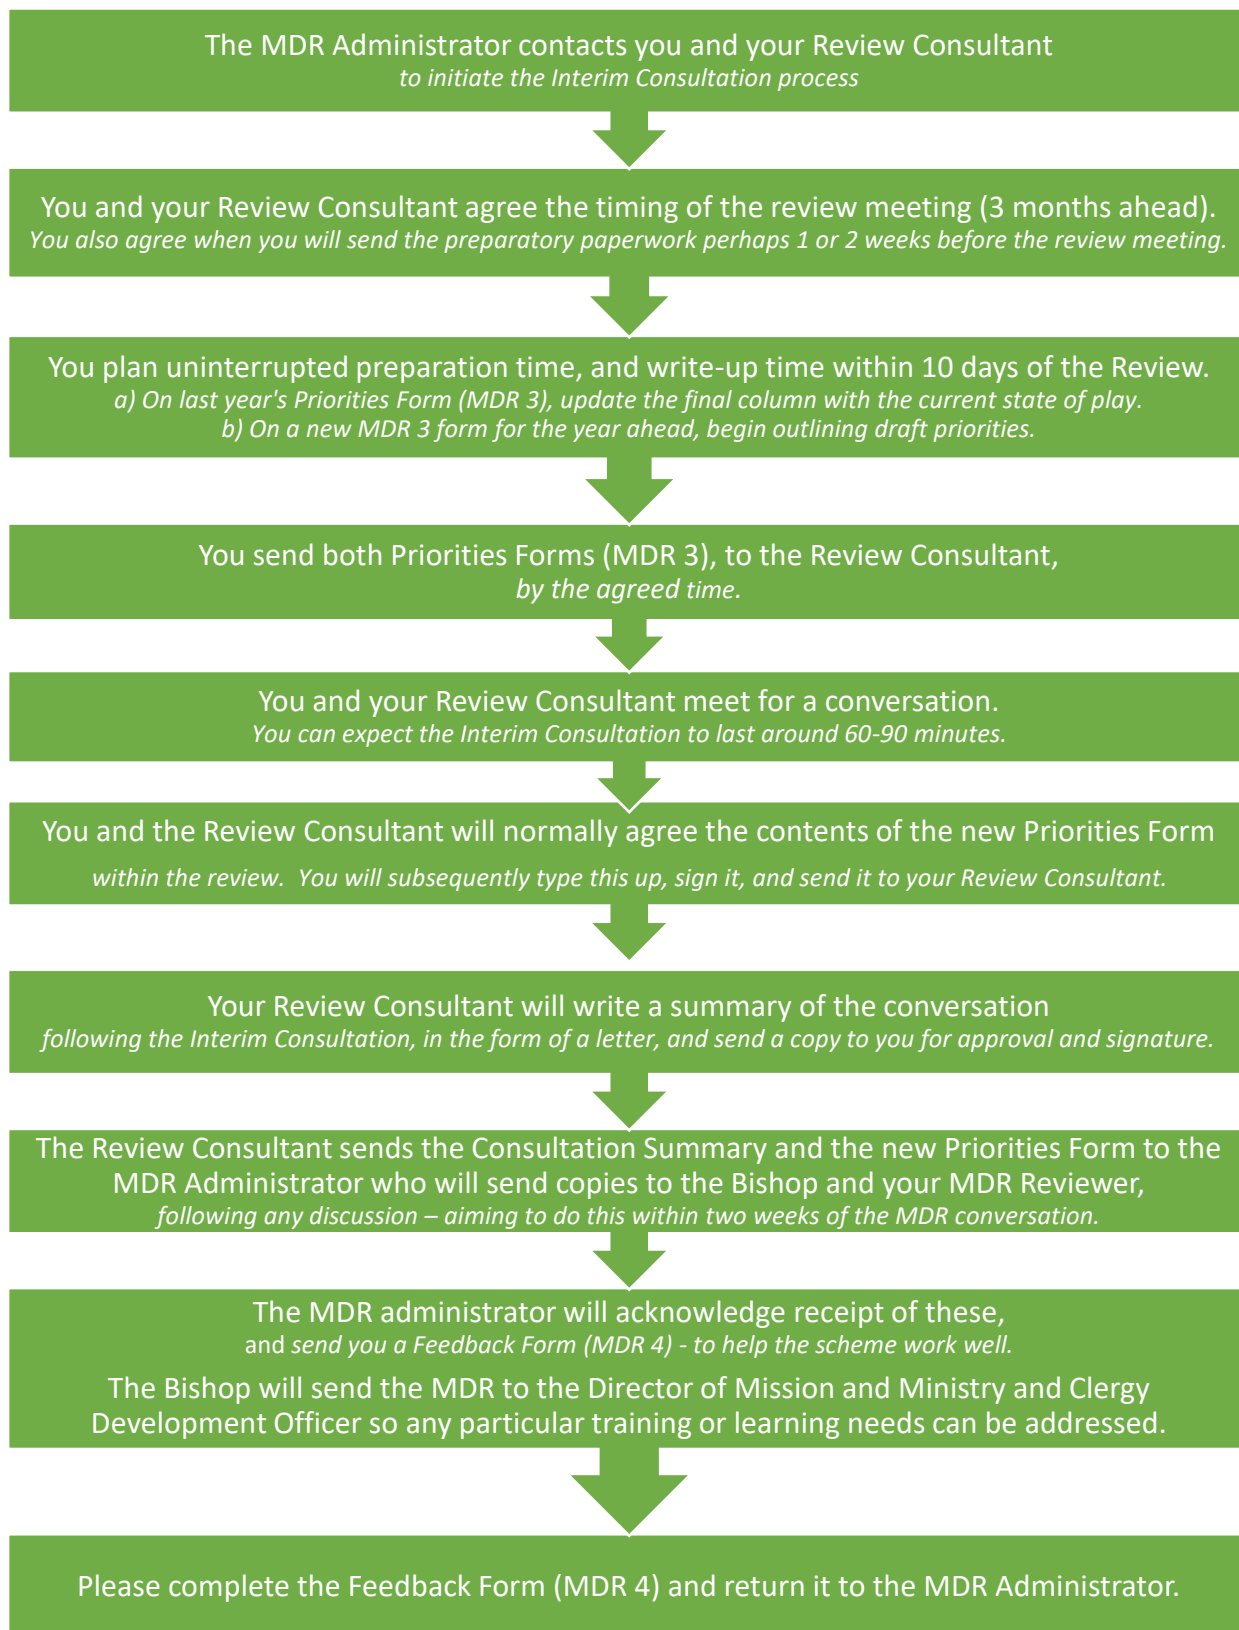 The MDR Administrator contacts you and your Review Consultant
to initiate the Interim Consultation process
You and your Review Consultant agree the timing of the review meeting (3 months ahead).
You also agree when you will send the preparatory paperwork perhaps 1 or 2 weeks before the review meeting.
You plan uninterrupted preparation time, and write-up time within 10 days of the Review.
a) On last year's Priorities Form (MDR 3), update the final column with the current state of play.
b) On a new MDR 3 form for the year ahead, begin outlining draft priorities.
You send both Priorities Forms (MDR 3), to the Review Consultant,
by the agreed time.
You and your Review Consultant meet for a conversation.
You can expect the Interim Consultation to last around 60-90 minutes.
You and the Review Consultant will normally agree the contents of the new Priorities Form
within the review. You will subsequently type this up, sign it, and send it to your Review Consultant.
Your Review Consultant will write a summary of the conversation
following the Interim Consultation, in the form of a letter, and send a copy to you for approval and signature.
The Review Consultant sends the Consultation Summary and the new Priorities Form to the
MDR Administrator who will send copies to the Bishop and your MDR Reviewer,
following any discussion – aiming to do this within two weeks of the MDR conversation.
The MDR administrator will acknowledge receipt of these,
and send you a Feedback Form (MDR 4) - to help the scheme work well.
The Bishop will send the MDR to the Director of Mission and Ministry and Clergy
Development Officer so any particular training or learning needs can be addressed.
Please complete the Feedback Form (MDR 4) and return it to the MDR Administrator.